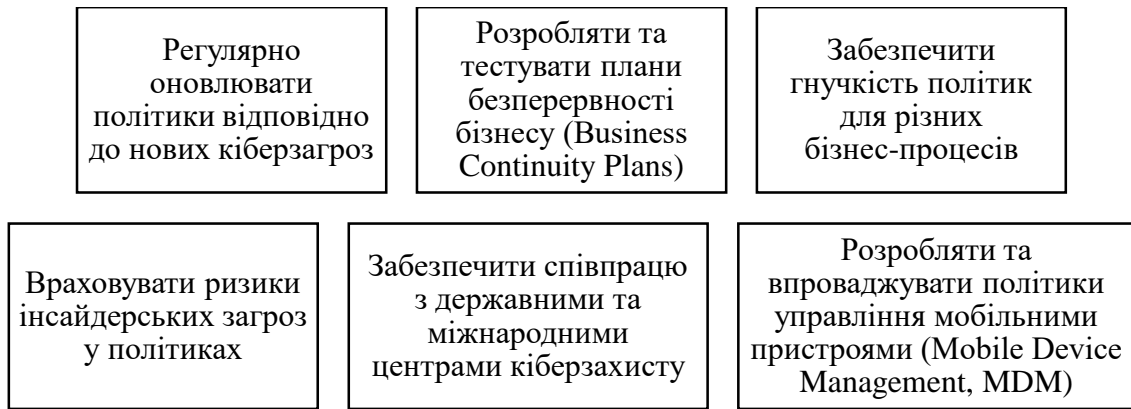 Регулярно
оновлювати
політики відповідно
до нових кіберзагроз
Розробляти та
тестувати плани
безперервності
бізнесу (Business
Continuity Plans)
Забезпечити
гнучкість політик
для різних
бізнес-процесів
Враховувати ризики
інсайдерських загроз
у політиках
Забезпечити співпрацю
з державними та
міжнародними
центрами кіберзахисту
Розробляти та
впроваджувати політики
управління мобільними
пристроями (Mobile Device
Management, MDM)